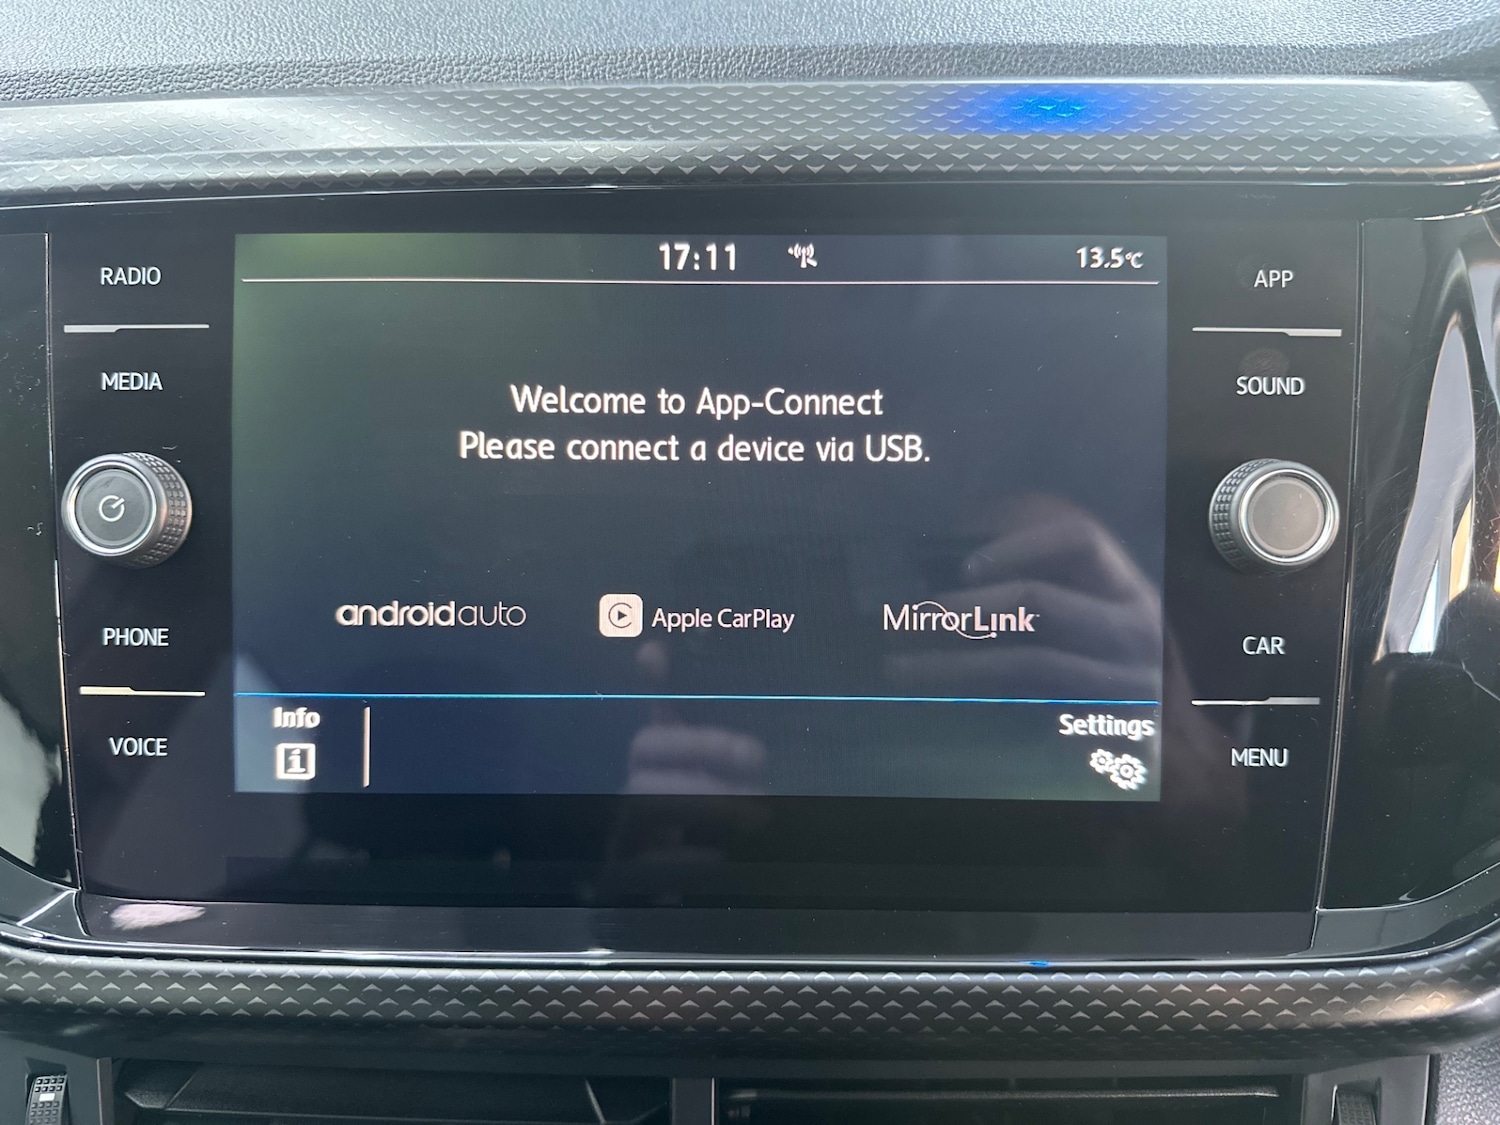 17:11
13.5°C
RADIO
MEDIA
PHONE
VOICE
Welcome to App-Connect
Please connect a device via USB.
androidauto
Apple CarPlay
MirrorLink
Info
i
Settings
APP
SOUND
CAR
MENU